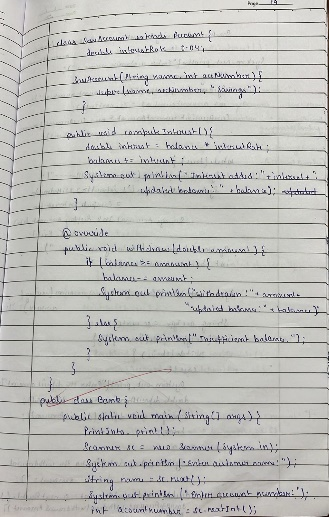 Page 19
class SavAccount extends Account {
double interestRate = 0.04;
SavAccount (String name, int accNumber) {
super (name, accNumber, "Savings");
}
public void computeInterest() {
double interest = balance * interestRate;
balance += interest;
System.out.println("Interest added: " + interest + "
updated balance: " + balance);
}
@Override
public void withdraw (double amount) {
if (balance >= amount) {
balance -= amount;
System.out.println("Withdrawn: " + amount +
"updated balance: " + balance)
} else {
System.out.println("Insufficient balance.");
}
}
}
public class Bank {
public static void main (String[] args) {
PrintInfo.print();
Scanner sc = new Scanner (System.in);
System.out.println ("Enter customer name: ");
String name = sc.next();
System.out.println ("Enter account number: ");
int accountnumber = sc.nextInt();